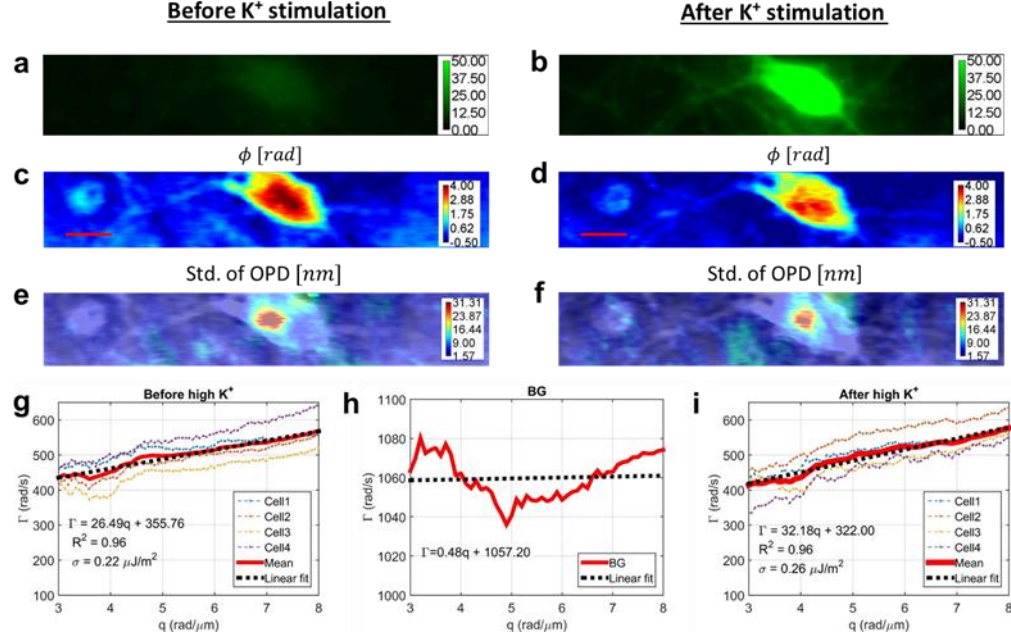 Before K⁺ stimulation
After K⁺ stimulation
a
50.00
37.50
25.00
12.50
0.00
b
50.00
37.50
25.00
12.50
0.00
ϕ [rad]
ϕ [rad]
c
4.00
2.88
1.75
0.62
-0.50
d
4.00
2.88
1.75
0.62
-0.50
Std. of OPD [nm]
Std. of OPD [nm]
e
31.31
23.87
16.44
9.00
1.57
f
31.31
23.87
16.44
9.00
1.57
g
Before high K⁺
600
500
400
300
200
100
Γ (rad/s)
Γ = 26.49q + 355.76
R² = 0.96
σ = 0.22 μJ/m²
Cell1
Cell2
Cell3
Cell4
Mean
Linear fit
3 4 5 6 7 8
q (rad/μm)
h
BG
1100
1080
1060
1040
1020
1000
Γ (rad/s)
Γ=0.48q + 1057.20
BG
Linear fit
3 4 5 6 7 8
q (rad/μm)
i
After high K⁺
600
500
400
300
200
100
Γ (rad/s)
Γ = 32.18q + 322.00
R² = 0.96
σ = 0.26 μJ/m²
Cell1
Cell2
Cell3
Cell4
Mean
Linear fit
3 4 5 6 7 8
q (rad/μm)